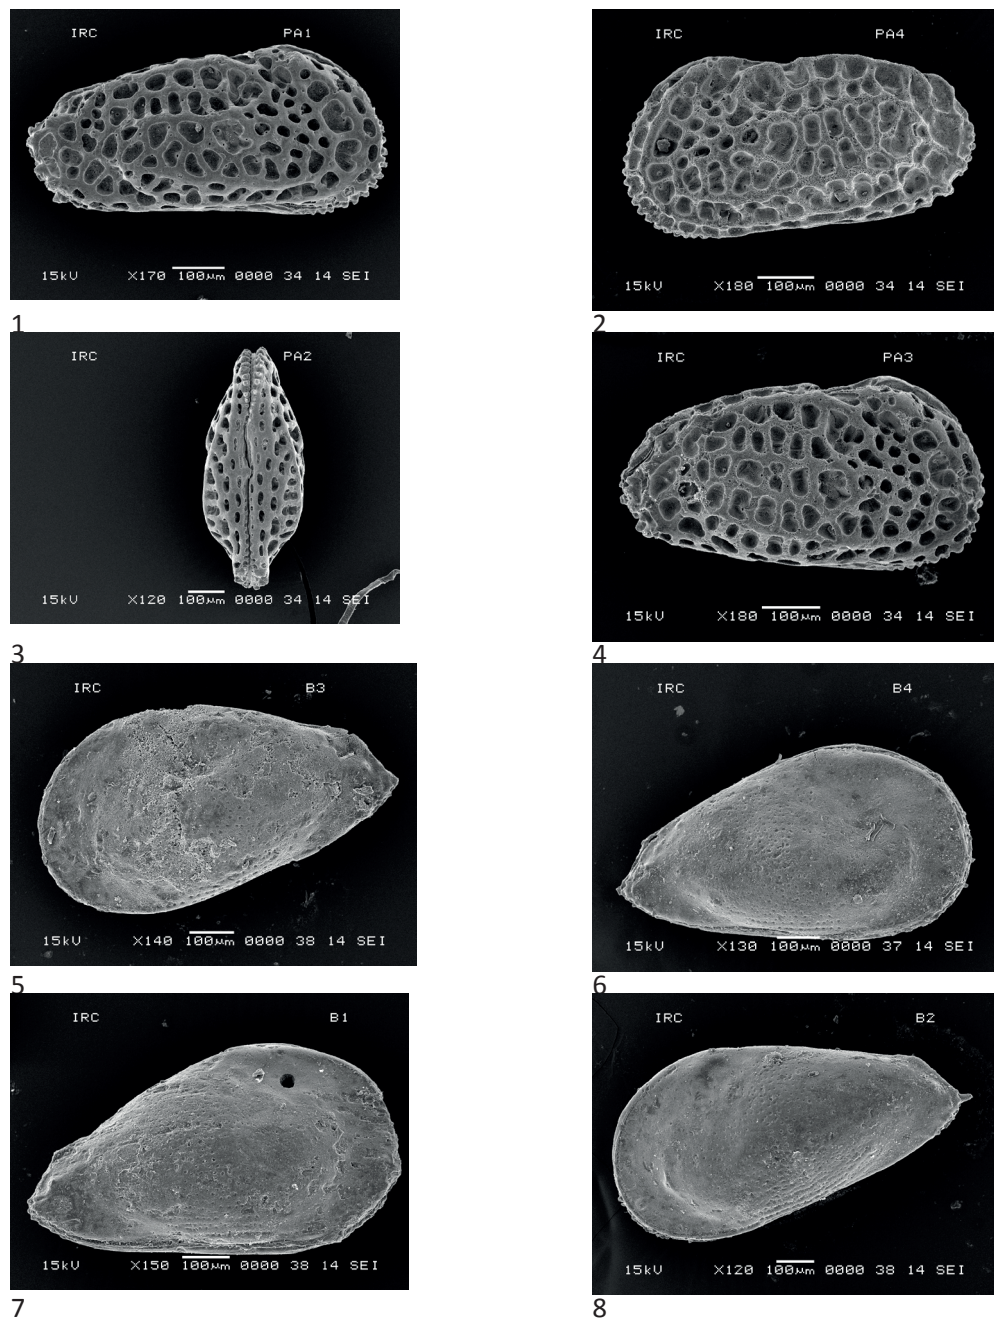 IRC PA1
15kV X170 100µm 0000 34 14 SEI
1
IRC PA4
15kV X180 100µm 0000 34 14 SEI
2
IRC PA2
15kV X120 100µm 0000 34 14 SEI
3
IRC PA3
15kV X180 100µm 0000 34 14 SEI
4
IRC B3
15kV X140 100µm 0000 38 14 SEI
5
IRC B4
15kV X130 100µm 0000 37 14 SEI
6
IRC B1
15kV X150 100µm 0000 38 14 SEI
7
IRC B2
15kV X120 100µm 0000 38 14 SEI
8